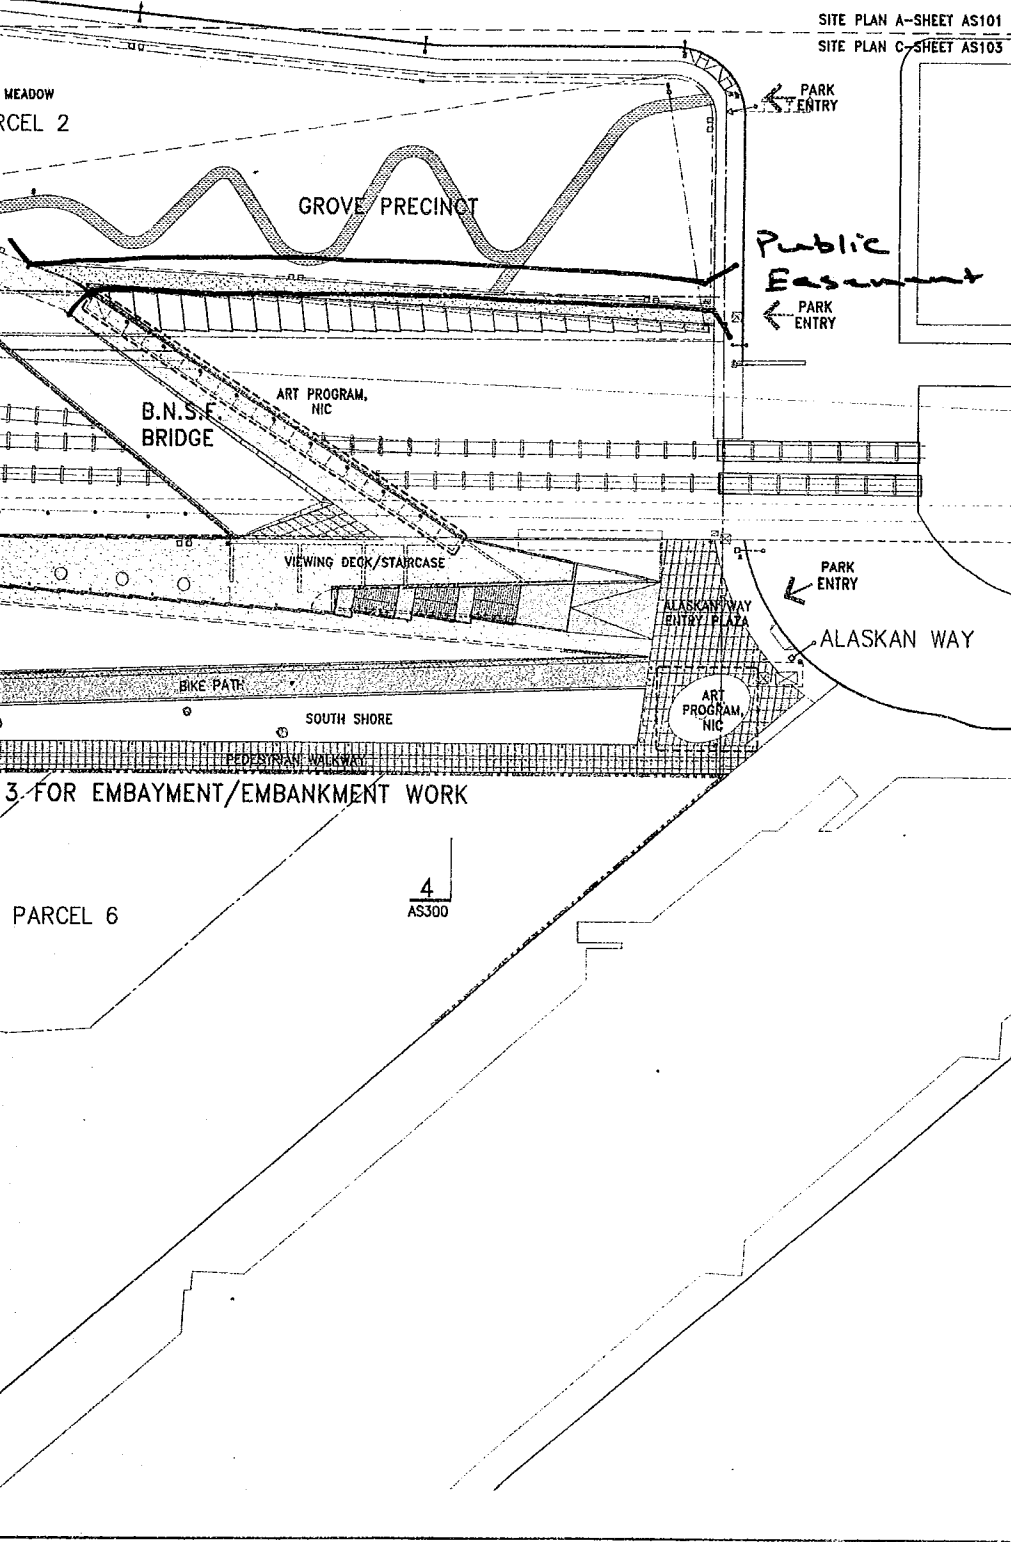 SITE PLAN A-SHEET AS101
SITE PLAN C-SHEET AS103
MEADOW
RCEL 2
PARK
ENTRY
GROVE PRECINCT
Public
Easement
PARK
ENTRY
ART PROGRAM,
NIC
B.N.S.F.
BRIDGE
VIEWING DECK/STAIRCASE
PARK
ENTRY
ALASKAN WAY
ENTRY PLAZA
ALASKAN WAY
BIKE PATH
ART
PROGRAM,
NIC
SOUTH SHORE
PEDESTRIAN WALKWAY
3 FOR EMBAYMENT/EMBANKMENT WORK
4
AS300
PARCEL 6